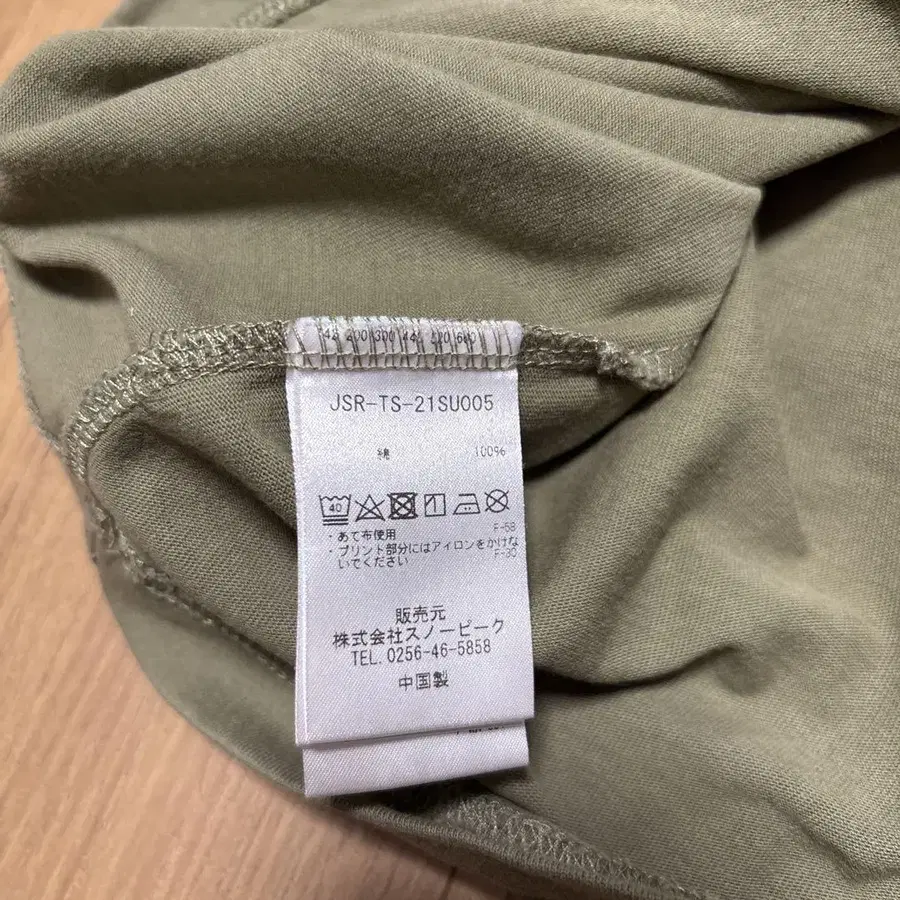 JSR-TS-21SU005
綿 100%
40
・あて布使用 F-58
・プリント部分にはアイロンをかけな
いでください F-30
販売元
株式会社スノーピーク
TEL.0256-46-5858
中国製